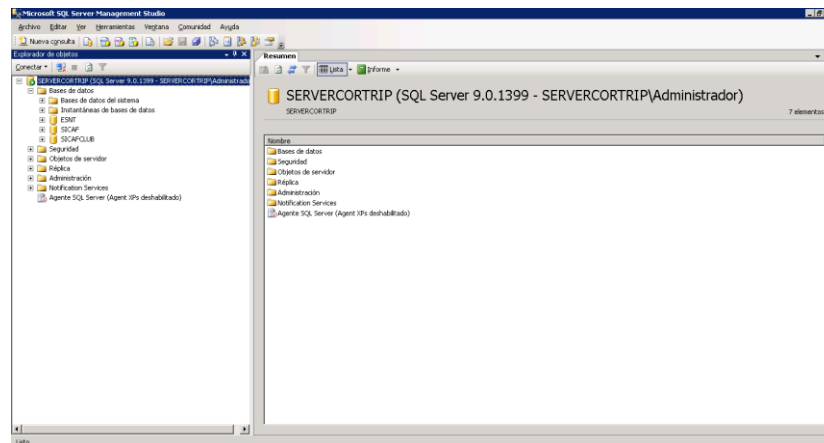 Microsoft SQL Server Management Studio
Archivo Editar Ver Herramientas Ventana Comunidad Ayuda
Nueva consulta
Explorador de objetos
Conectar
SERVERCORTRIP (SQL Server 9.0.1399 - SERVERCORTRIP\Administrado
Bases de datos
Bases de datos del sistema
Instantáneas de bases de datos
ESNT
SICAF
SICAFCLUB
Seguridad
Objetos de servidor
Réplica
Administración
Notification Services
Agente SQL Server (Agent XPs deshabilitado)
Resumen
Lista Informe
SERVERCORTRIP (SQL Server 9.0.1399 - SERVERCORTRIP\Administrador)
SERVERCORTRIP
7 elementos
Nombre
Bases de datos
Seguridad
Objetos de servidor
Réplica
Administración
Notification Services
Agente SQL Server (Agent XPs deshabilitado)
Listo